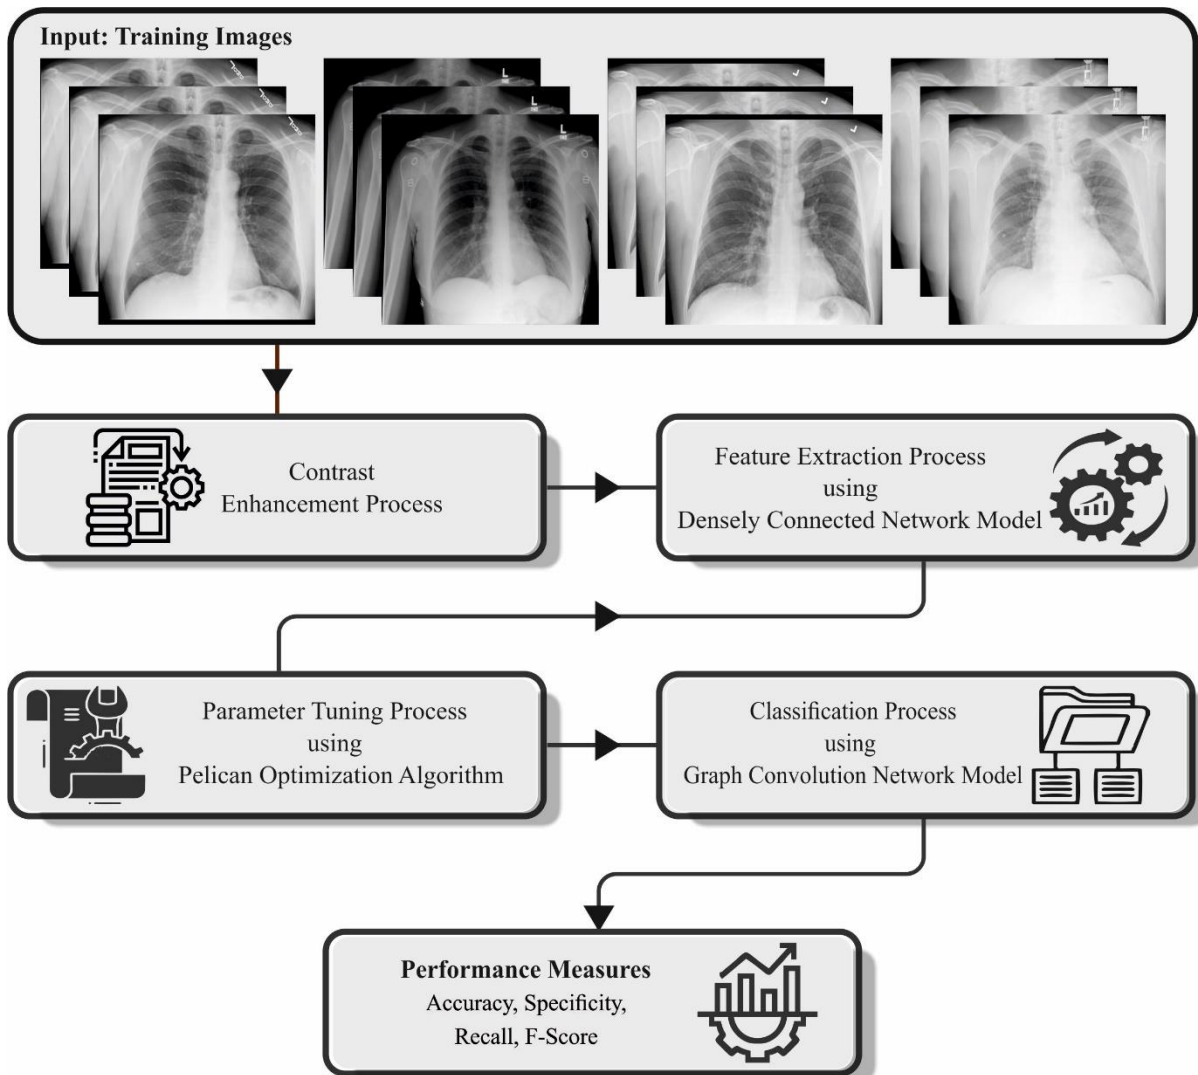 Input: Training Images
L
L
L
Contrast
Enhancement Process
Feature Extraction Process
using
Densely Connected Network Model
Parameter Tuning Process
using
Pelican Optimization Algorithm
Classification Process
using
Graph Convolution Network Model
Performance Measures
Accuracy, Specificity,
Recall, F-Score